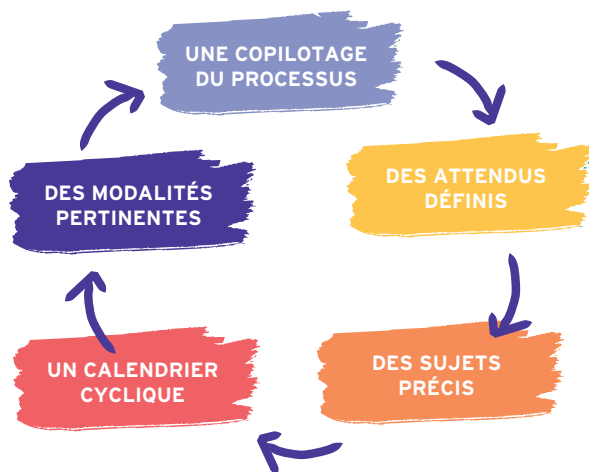 UNE COPILOTAGE
DU PROCESSUS
DES ATTENDUS
DÉFINIS
DES SUJETS
PRÉCIS
UN CALENDRIER
CYCLIQUE
DES MODALITÉS
PERTINENTES